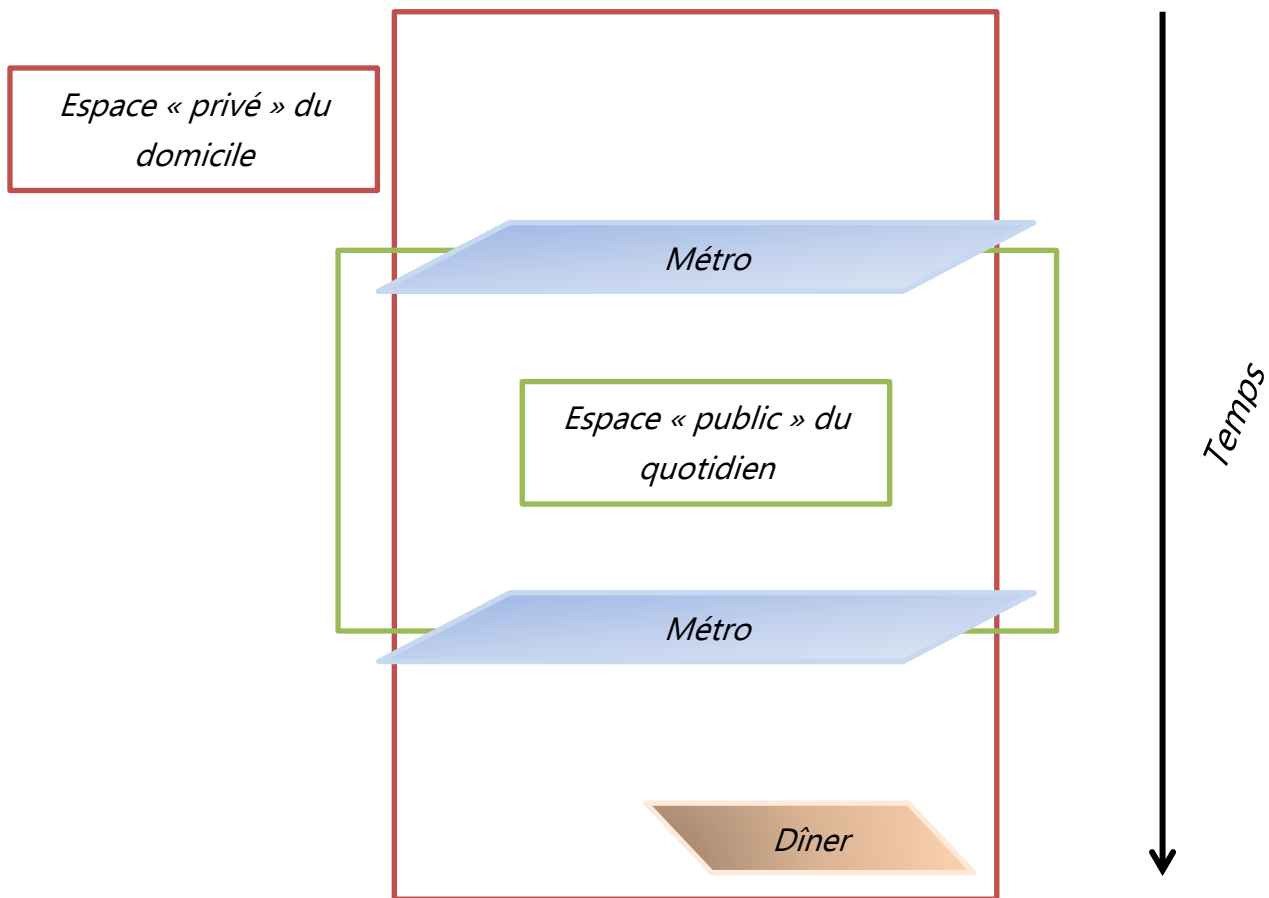 Espace « privé » du
domicile
Métro
Espace « public » du
quotidien
Temps
Métro
Dîner